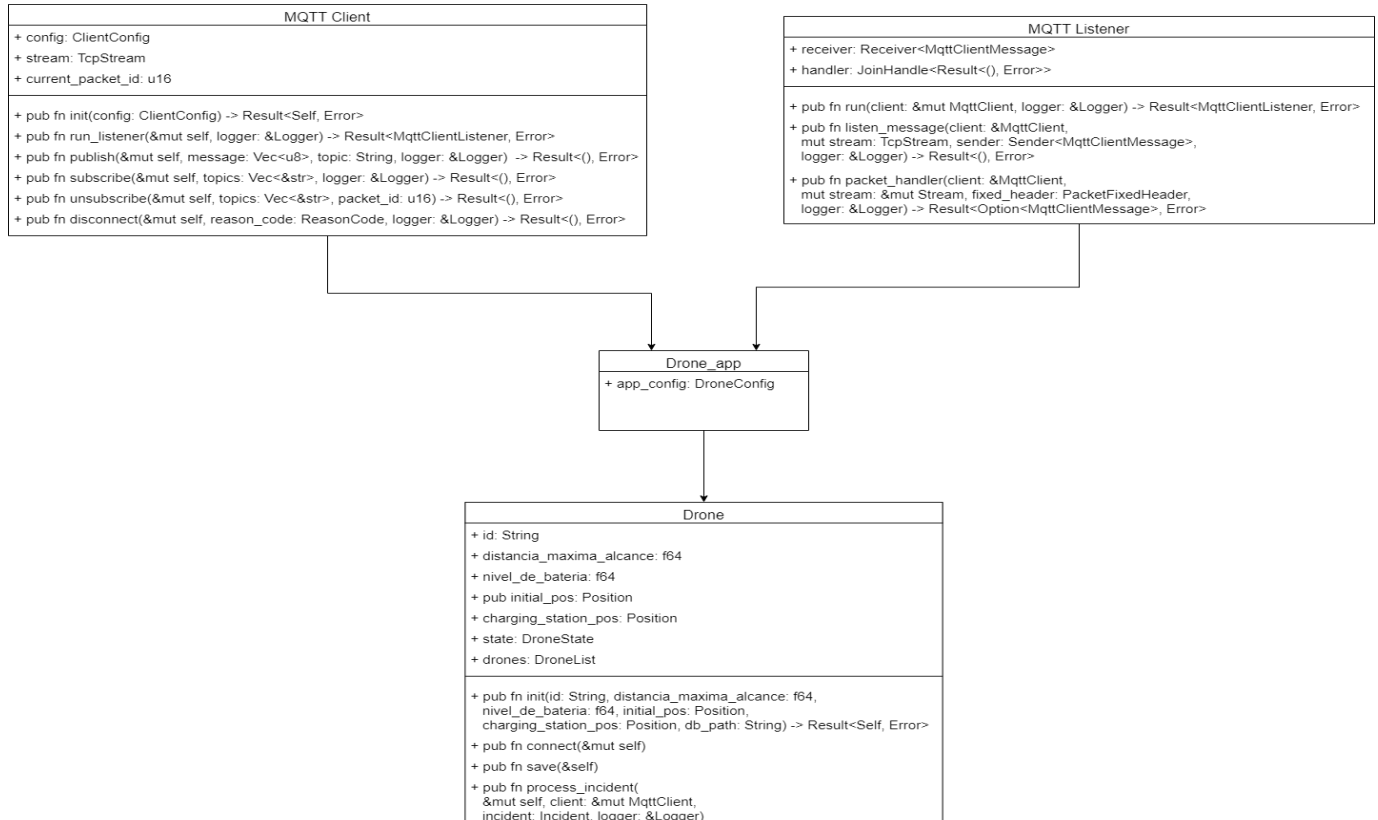 MQTT Client
+ config: ClientConfig
+ stream: TcpStream
+ current_packet_id: u16
+ pub fn init(config: ClientConfig) -> Result<Self, Error>
+ pub fn run_listener(&mut self, logger: &Logger) -> Result<MqttClientListener, Error>
+ pub fn publish(&mut self, message: Vec<u8>, topic: String, logger: &Logger)  -> Result<(), Error>
+ pub fn subscribe(&mut self, topics: Vec<&str>, logger: &Logger) -> Result<(), Error>
+ pub fn unsubscribe(&mut self, topics: Vec<&str>, packet_id: u16) -> Result<(), Error>
+ pub fn disconnect(&mut self, reason_code: ReasonCode, logger: &Logger) -> Result<(), Error>
MQTT Listener
+ receiver: Receiver<MqttClientMessage>
+ handler: JoinHandle<Result<(), Error>>
+ pub fn run(client: &mut MqttClient, logger: &Logger) -> Result<MqttClientListener, Error>
+ pub fn listen_message(client: &MqttClient,
mut stream: TcpStream, sender: Sender<MqttClientMessage>,
logger: &Logger) -> Result<(), Error>
+ pub fn packet_handler(client: &MqttClient,
mut stream: &mut Stream, fixed_header: PacketFixedHeader,
logger: &Logger) -> Result<Option<MqttClientMessage>, Error>
Drone_app
+ app_config: DroneConfig
Drone
+ id: String
+ distancia_maxima_alcance: f64
+ nivel_de_bateria: f64
+ pub initial_pos: Position
+ charging_station_pos: Position
+ state: DroneState
+ drones: DroneList
+ pub fn init(id: String, distancia_maxima_alcance: f64,
nivel_de_bateria: f64, initial_pos: Position,
charging_station_pos: Position, db_path: String) -> Result<Self, Error>
+ pub fn connect(&mut self)
+ pub fn save(&self)
+ pub fn process_incident(
&mut self, client: &mut MqttClient,
incident: Incident, logger: &Logger)